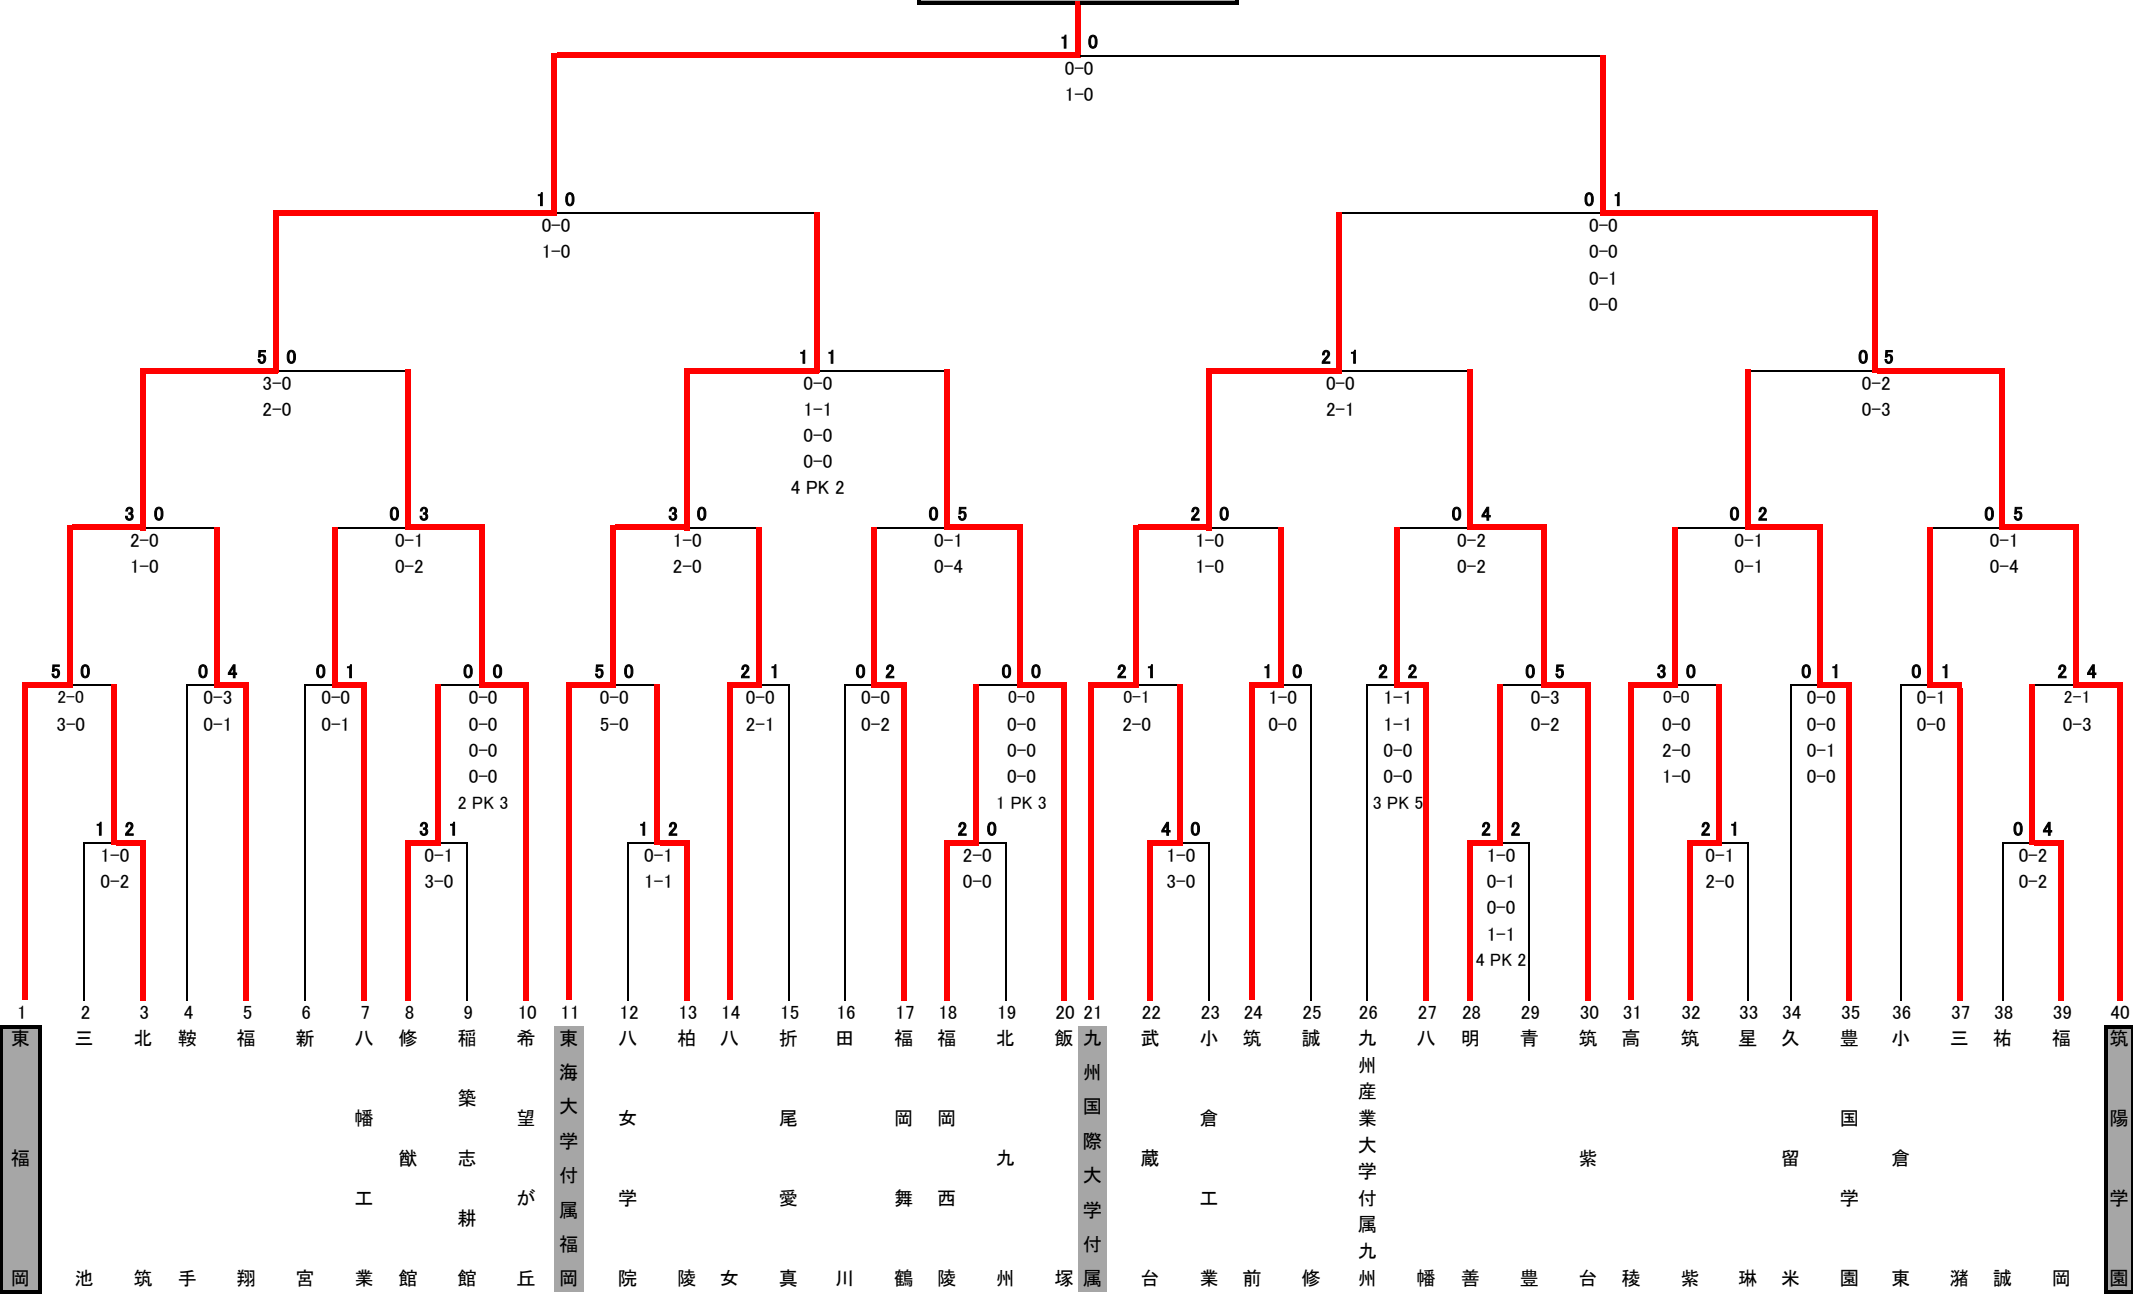 1 0
0-0
1-0
1 0
0 1
0-0
0-0
1-0
0-0
0-1
0-0
5 0
1 1
2 1
0 5
3-0
0-0
0-0
0-2
2-0
1-1
2-1
0-3
0-0
0-0
4 PK 2
3 0
0 3
3 0
0 5
2 0
0 4
0 2
0 5
2-0
0-1
1-0
0-1
1-0
0-2
0-1
0-1
1-0
0-2
2-0
0-4
1-0
0-2
0-1
0-4
5 0
0 4
0 1
0 0
5 0
2 1
0 2
0 0
2 1
1 0
2 2
0 5
3 0
0 1
0 1
2 4
2-0
0-3
0-0
0-0
0-0
0-0
0-0
0-0
0-1
1-0
1-1
0-3
0-0
0-0
0-1
2-1
3-0
0-1
0-1
0-0
5-0
2-1
0-2
0-0
2-0
0-0
1-1
0-2
0-0
0-0
0-0
0-3
0-0
0-0
0-0
2-0
0-1
0-0
0-0
0-0
1-0
0-0
2 PK 3
1 PK 3
3 PK 5
1 2
3 1
1 2
2 0
4 0
2 2
2 1
0 4
1-0
0-1
0-1
2-0
1-0
1-0
0-1
0-2
0-2
3-0
1-1
0-0
3-0
0-1
2-0
0-2
0-0
1-1
4 PK 2
1 東福岡
2 三池
3 北筑
4 鞍手
5 福翔
6 新宮
7 八幡工業
8 修猷館
9 稲築志耕館
10 希望が丘
11 東海大学付属福岡
12 八女学院
13 柏陵
14 八女
15 折尾愛真
16 田川
17 福岡舞鶴
18 福岡西陵
19 北九州
20 飯塚
21 九州国際大学付属
22 武蔵台
23 小倉工業
24 筑前
25 誠修
26 九州産業大学付属九州
27 八幡
28 明善
29 青豊
30 筑紫台
31 高稜
32 筑紫
33 星琳
34 久留米
35 豊国学園
36 小倉東
37 三潴
38 祐誠
39 福岡
40 筑陽学園